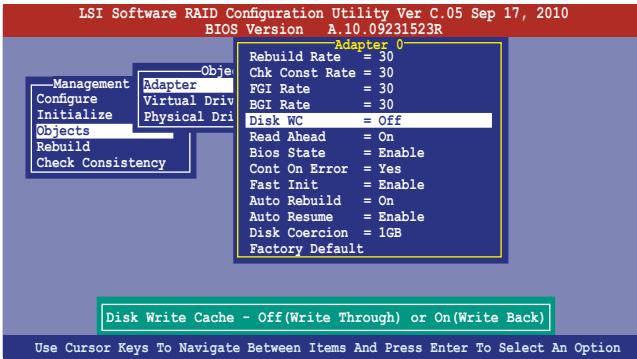 LSI Software RAID Configuration Utility Ver C.05 Sep 17, 2010
BIOS Version A.10.09231523R
Management
Configure
Initialize
Objects
Rebuild
Check Consistency
Obje
Adapter
Virtual Driv
Physical Dri
Adapter 0
Rebuild Rate = 30
Chk Const Rate = 30
FGI Rate = 30
BGI Rate = 30
Disk WC = Off
Read Ahead = On
Bios State = Enable
Cont On Error = Yes
Fast Init = Enable
Auto Rebuild = On
Auto Resume = Enable
Disk Coercion = 1GB
Factory Default
Disk Write Cache - Off(Write Through) or On(Write Back)
Use Cursor Keys To Navigate Between Items And Press Enter To Select An Option